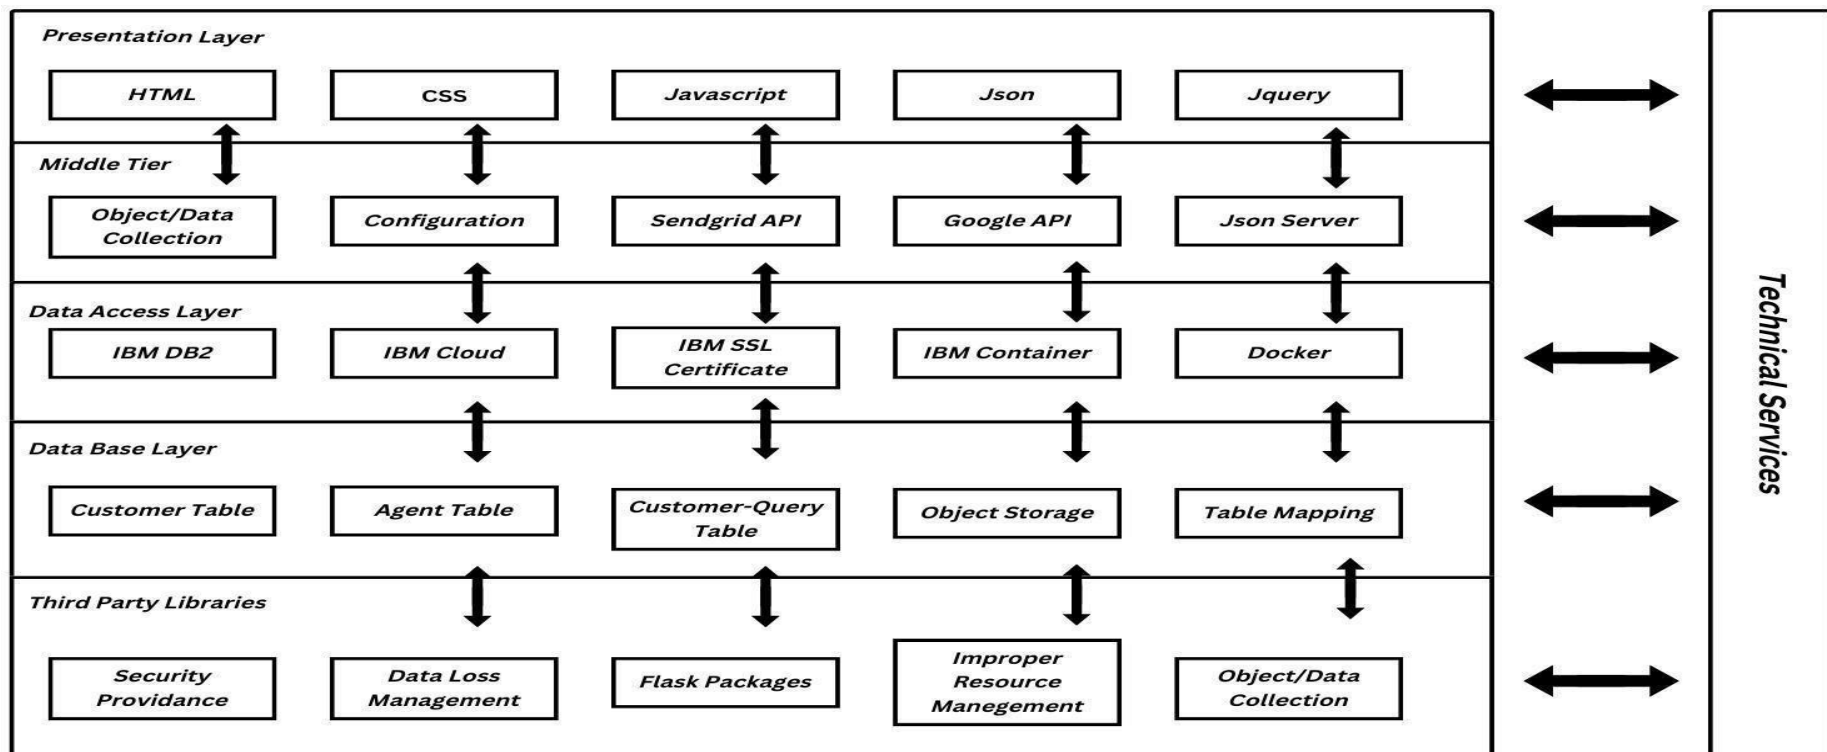 Presentation Layer
HTML
CSS
Javascript
Json
Jquery
Middle Tier
Object/Data
Collection
Configuration
Sendgrid API
Google API
Json Server
Data Access Layer
IBM DB2
IBM Cloud
IBM SSL
Certificate
IBM Container
Docker
Data Base Layer
Customer Table
Agent Table
Customer-Query
Table
Object Storage
Table Mapping
Third Party Libraries
Security
Providance
Data Loss
Management
Flask Packages
Improper
Resource
Manegement
Object/Data
Collection
Technical Services